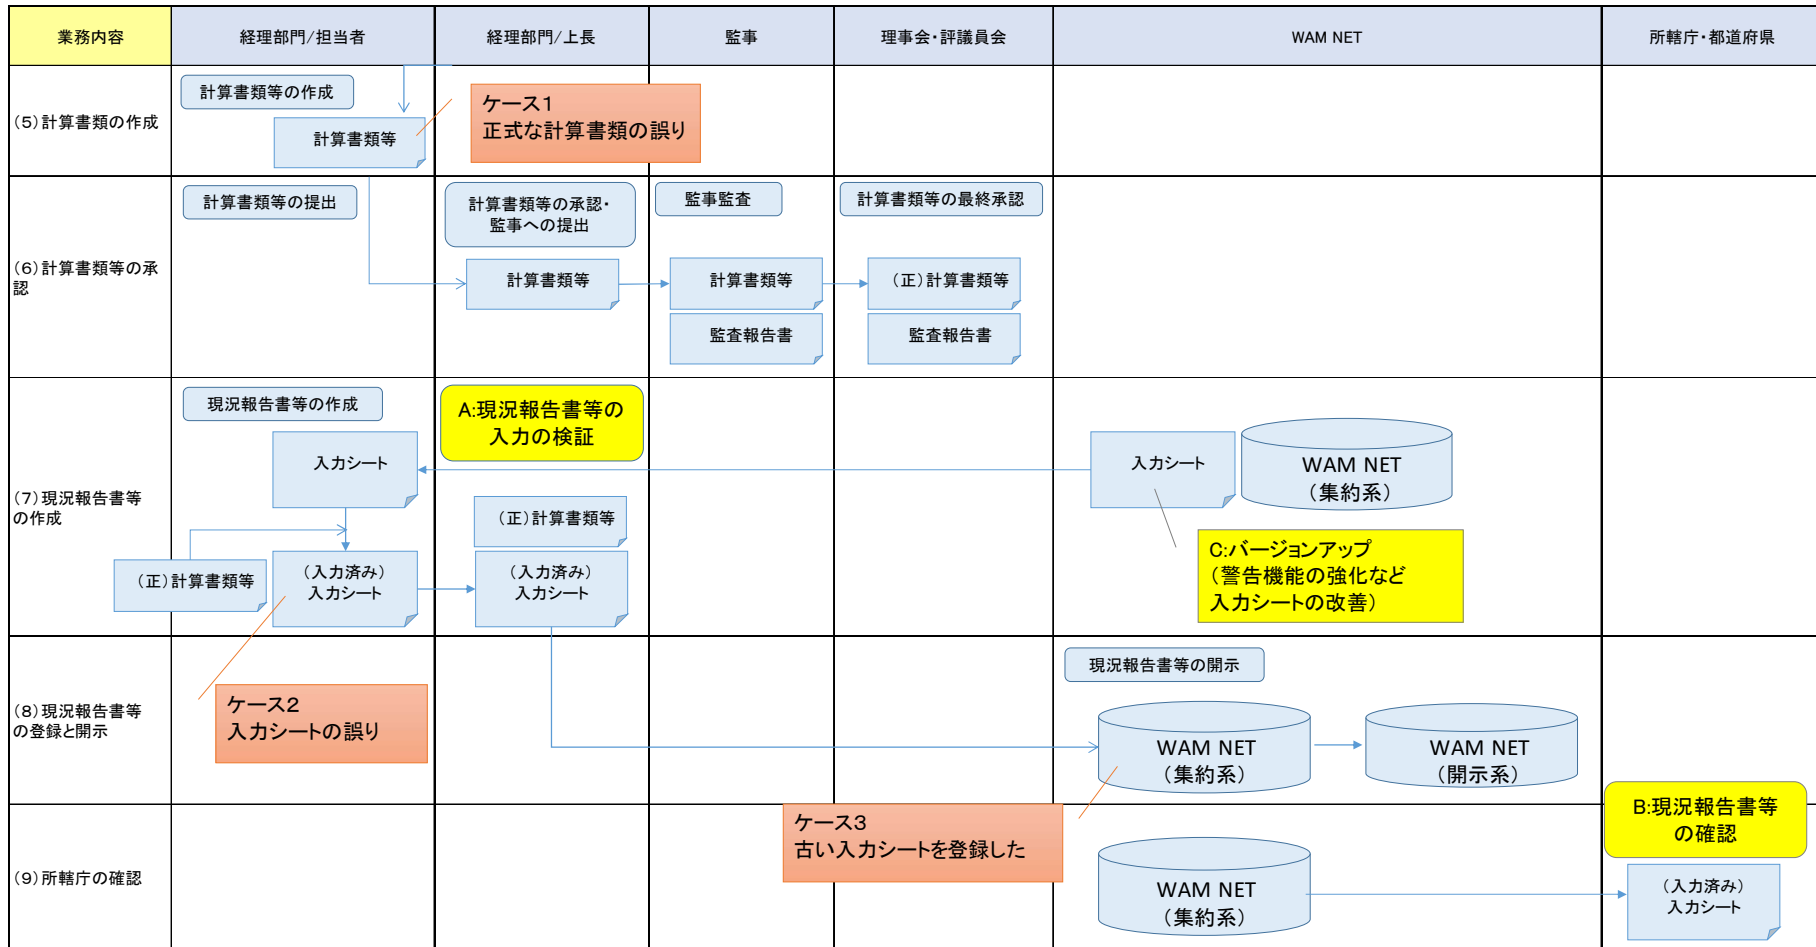 業務内容
経理部門/担当者
経理部門/上長
監事
理事会・評議員会
WAM NET
所轄庁・都道府県
(5)計算書類の作成
計算書類等の作成
計算書類等
ケース1
正式な計算書類の誤り
(6)計算書類等の承
認
計算書類等の提出
計算書類等の承認・
監事への提出
計算書類等
監事監査
計算書類等
監査報告書
計算書類等の最終承認
(正)計算書類等
監査報告書
(7)現況報告書等
の作成
現況報告書等の作成
入力シート
(正)計算書類等
(入力済み)
入力シート
A:現況報告書等の
入力の検証
(正)計算書類等
(入力済み)
入力シート
入力シート
WAM NET
(集約系)
C:バージョンアップ
(警告機能の強化など
入力シートの改善)
(8)現況報告書等
の登録と開示
ケース2
入力シートの誤り
現況報告書等の開示
WAM NET
(集約系)
WAM NET
(開示系)
ケース3
古い入力シートを登録した
B:現況報告書等
の確認
(9)所轄庁の確認
WAM NET
(集約系)
(入力済み)
入力シート